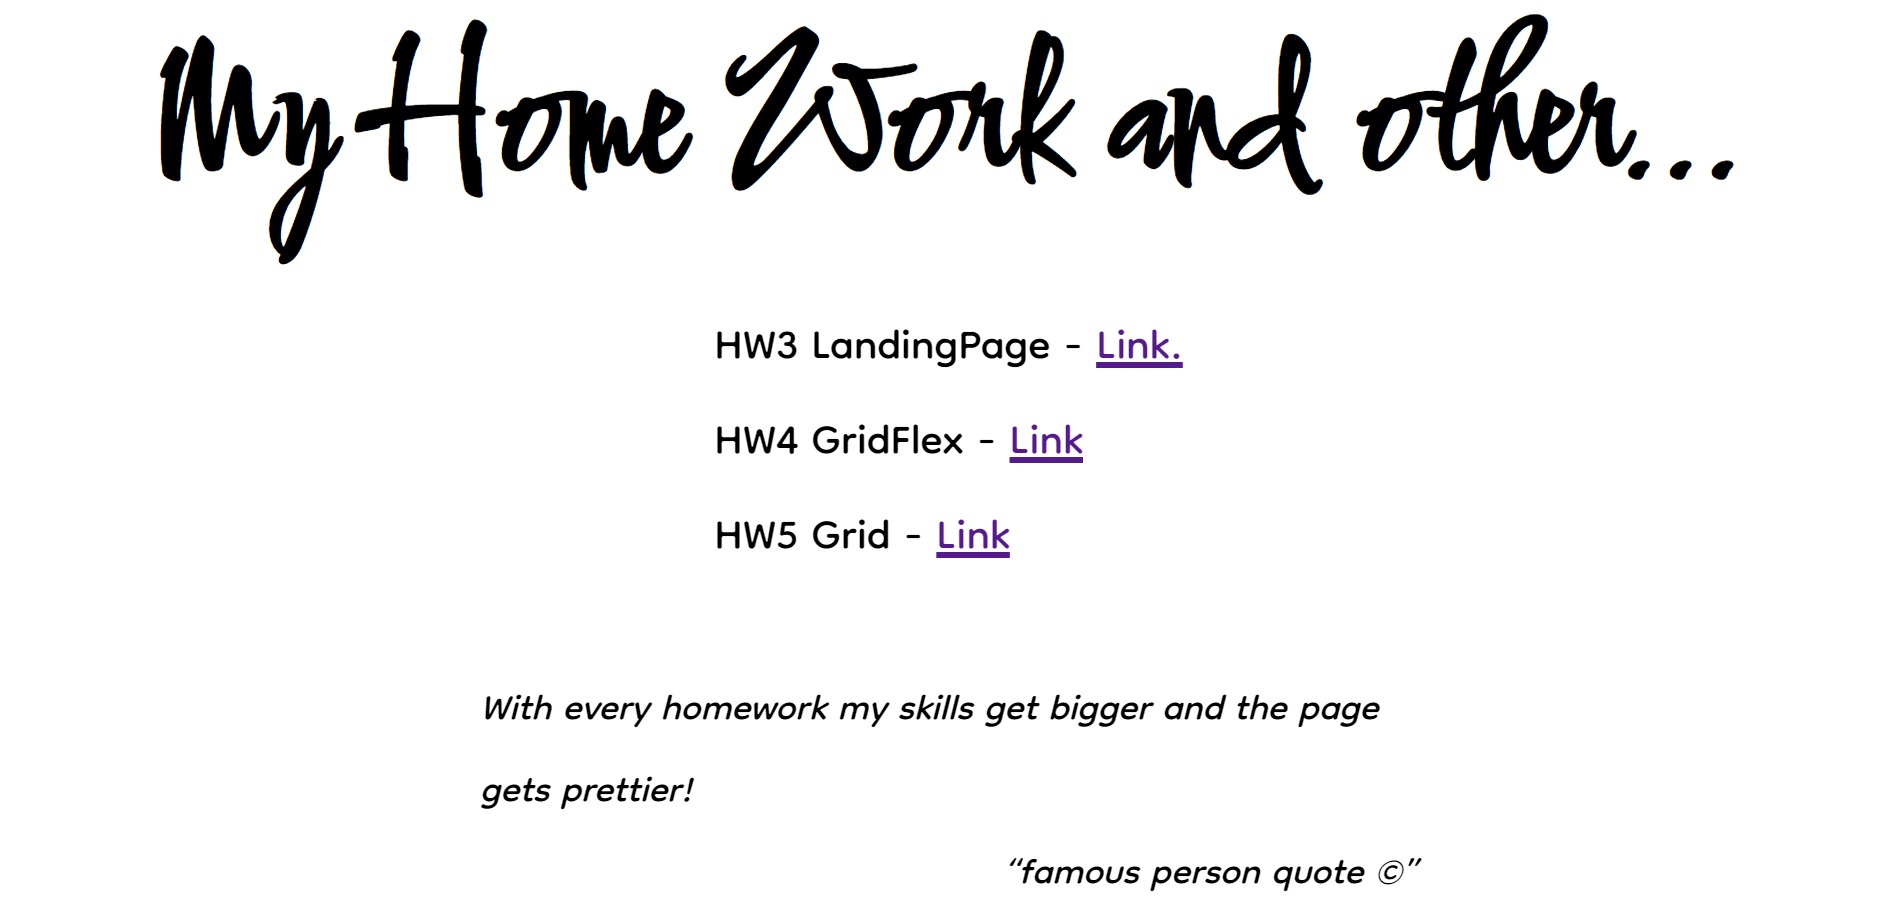 My Home Work and other...
HW3 LandingPage - Link.
HW4 GridFlex - Link
HW5 Grid - Link
With every homework my skills get bigger and the page
gets prettier!
“famous person quote ©”